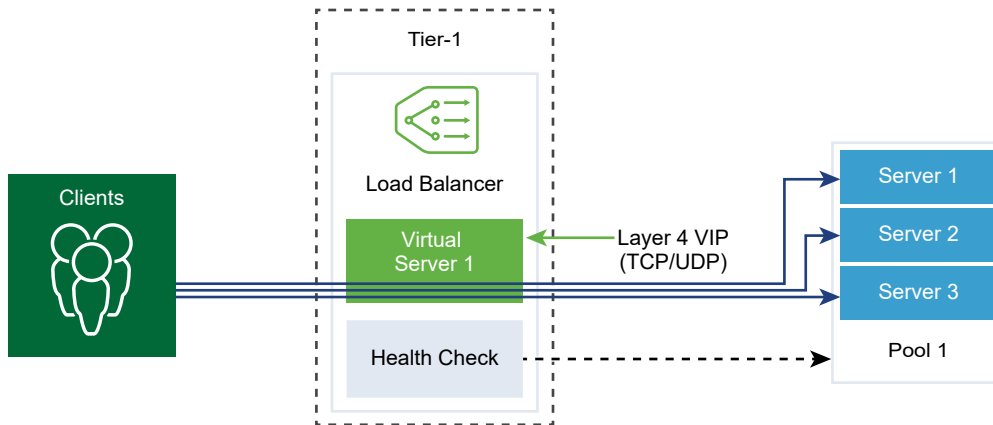 Tier-1
Load Balancer
Clients
Virtual
Server 1
Layer 4 VIP
(TCP/UDP)
Health Check
Server 1
Server 2
Server 3
Pool 1